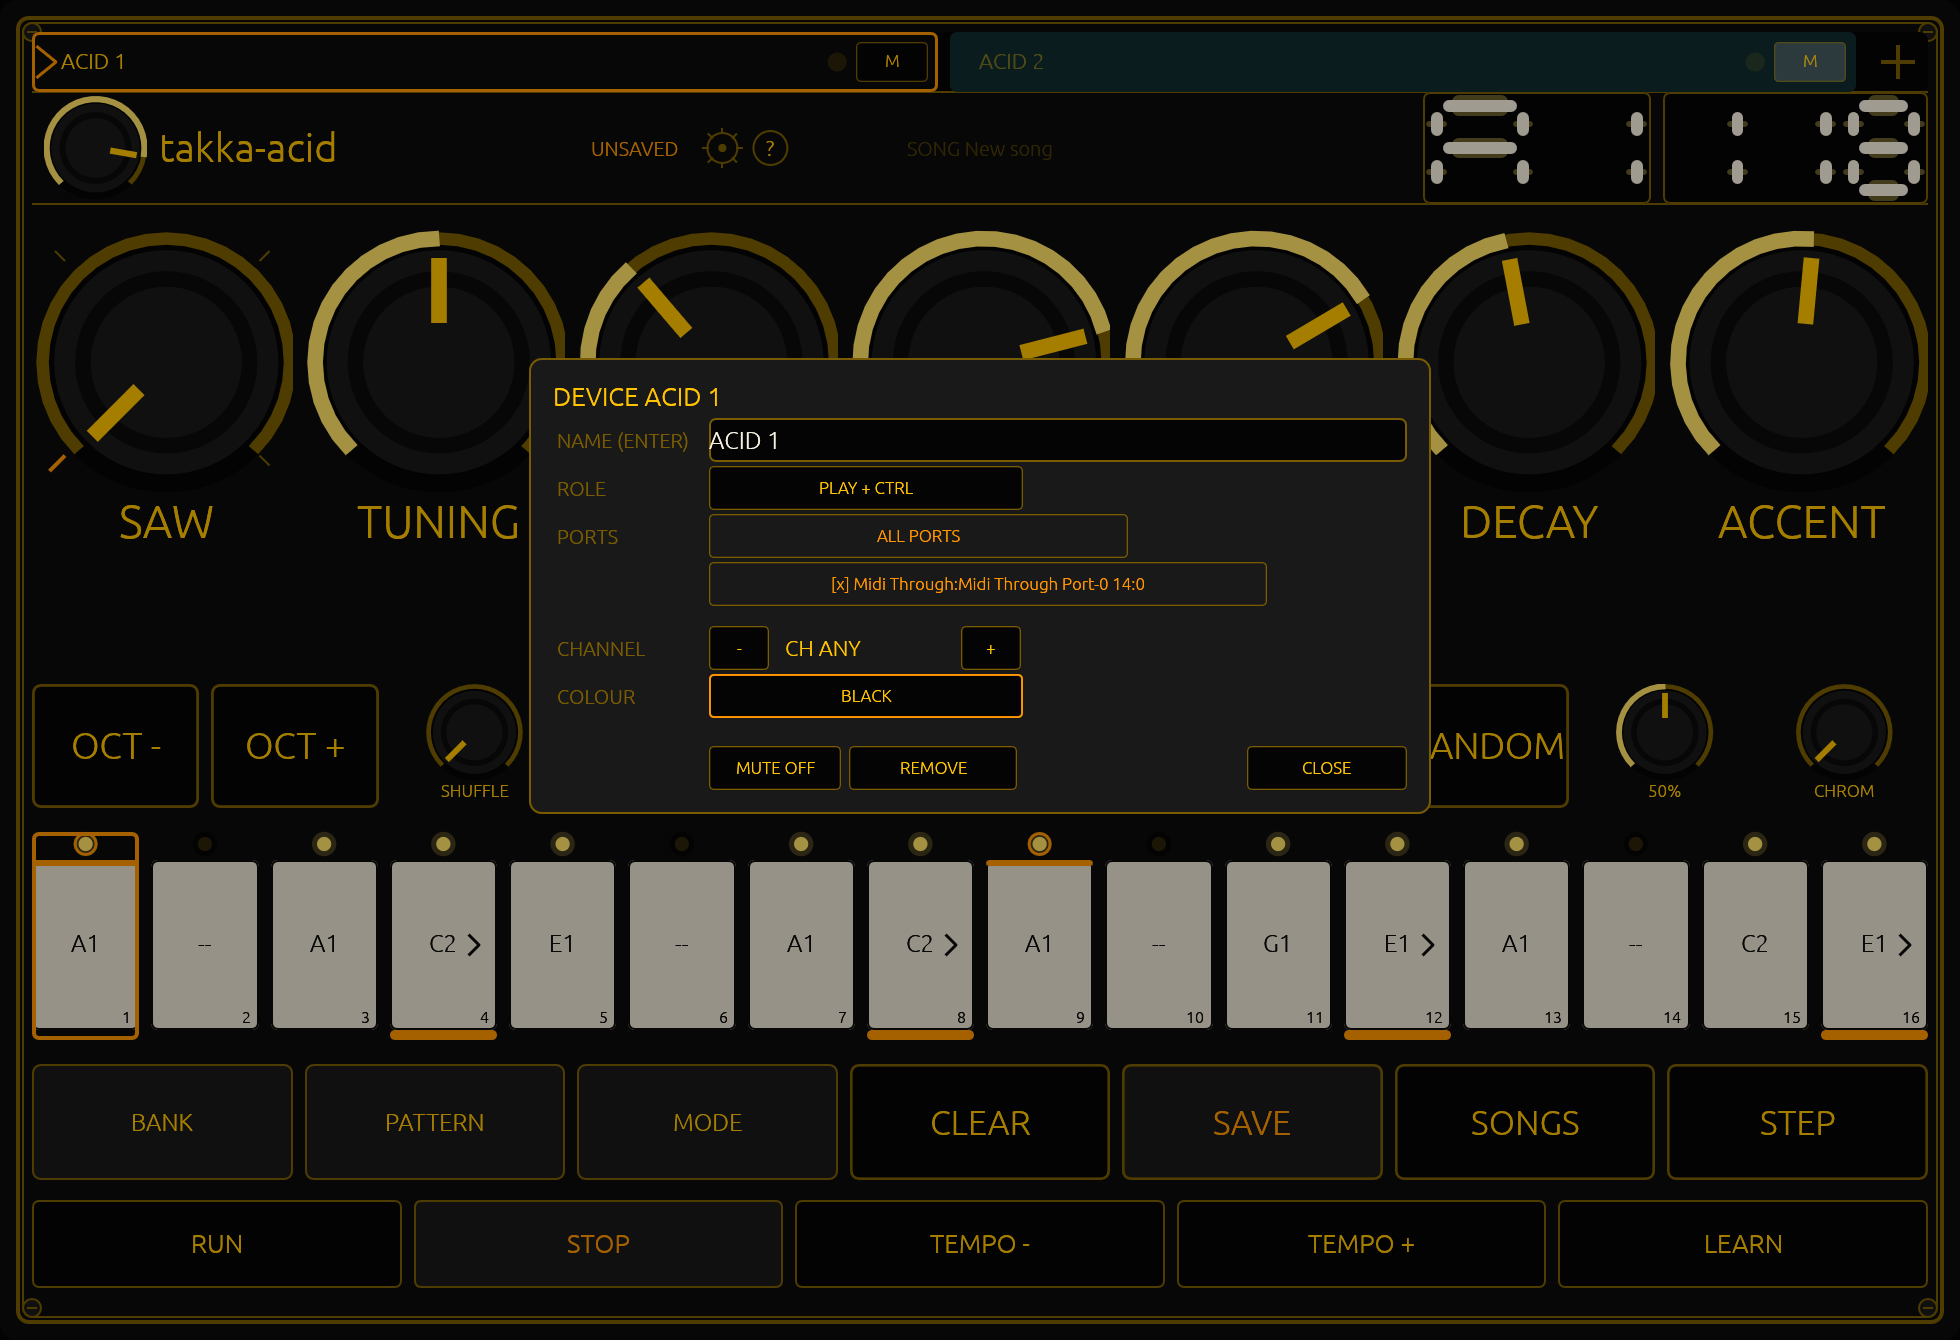 ACID 1
M
ACID 2
M
takka-acid
UNSAVED
?
SONG New song
SAW
TUNING
DECAY
ACCENT
DEVICE ACID 1
NAME (ENTER)
ACID 1
ROLE
PLAY + CTRL
PORTS
ALL PORTS
[x] Midi Through:Midi Through Port-0 14:0
CHANNEL
-
CH ANY
+
COLOUR
BLACK
MUTE OFF
REMOVE
CLOSE
OCT -
OCT +
SHUFFLE
ANDOM
50%
CHROM
A1
--
A1
C2
E1
--
A1
C2
A1
--
G1
E1
A1
--
C2
E1
1
2
3
4
5
6
7
8
9
10
11
12
13
14
15
16
BANK
PATTERN
MODE
CLEAR
SAVE
SONGS
STEP
RUN
STOP
TEMPO -
TEMPO +
LEARN